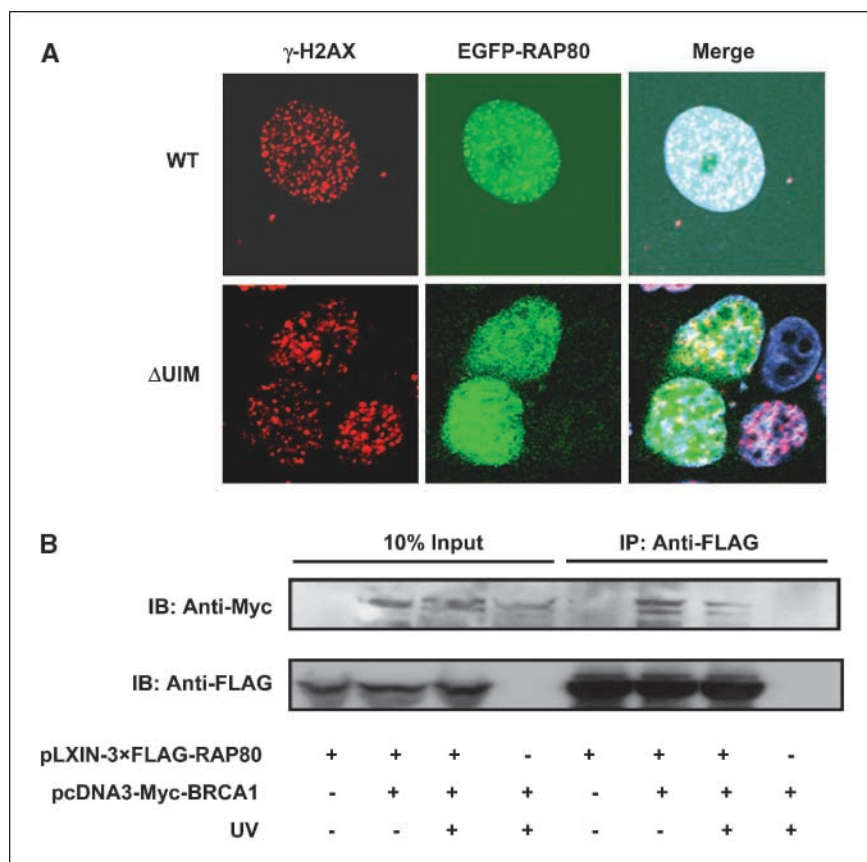 A
γ-H2AX EGFP-RAP80 Merge
WT
ΔUIM
B
10% Input IP: Anti-FLAG
IB: Anti-Myc
IB: Anti-FLAG
pLXIN-3×FLAG-RAP80 + + + - + + + -
pcDNA3-Myc-BRCA1 - + + + - + + +
UV - - + + - - + +